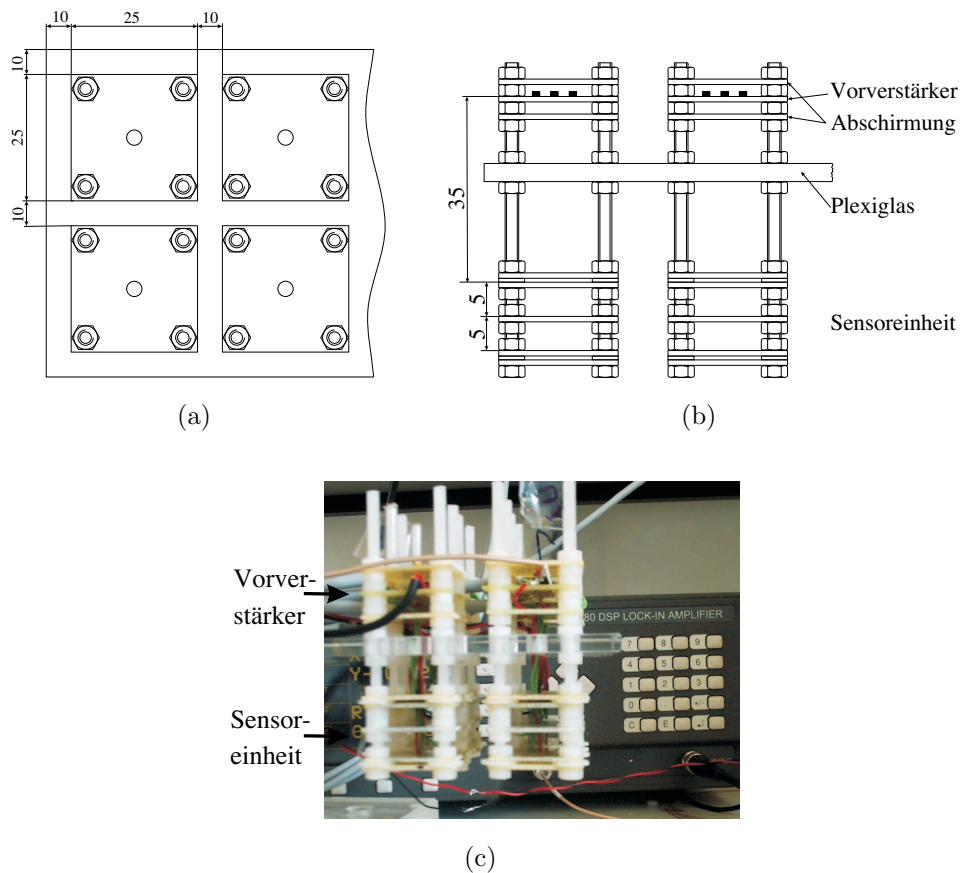 10
25
10
10
25
10
(a)
Vorverstärker
Abschirmung
35
Plexiglas
5
5
Sensoreinheit
(b)
Vorver-
stärker
Sensor-
einheit
80 DSP LOCK-IN AMPLIFIER
7 8 9
4 5 6
1 2 3
0 . +/-
C E
(c)